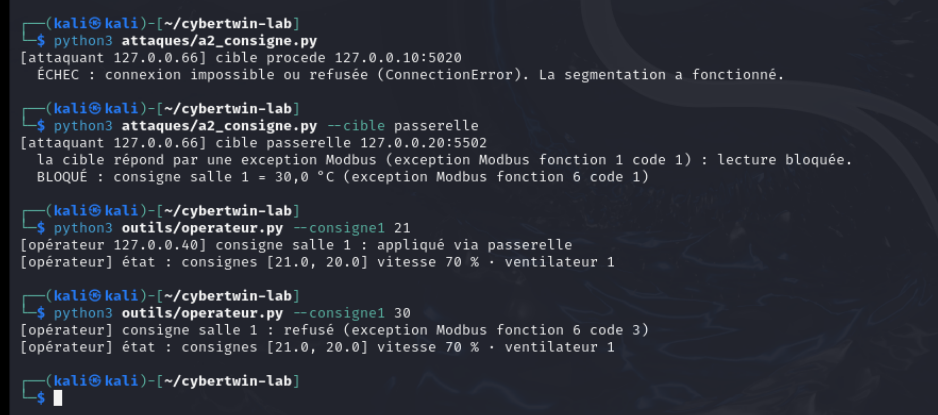 ┌──(kali㉿kali)-[~/cybertwin-lab]
└─$ python3 attaques/a2_consigne.py
[attaquant 127.0.0.66] cible procede 127.0.0.10:5020
  ÉCHEC : connexion impossible ou refusée (ConnectionError). La segmentation a fonctionné.
┌──(kali㉿kali)-[~/cybertwin-lab]
└─$ python3 attaques/a2_consigne.py --cible passerelle
[attaquant 127.0.0.66] cible passerelle 127.0.0.20:5502
  la cible répond par une exception Modbus (exception Modbus fonction 1 code 1) : lecture bloquée.
  BLOQUÉ : consigne salle 1 = 30,0 °C (exception Modbus fonction 6 code 1)
┌──(kali㉿kali)-[~/cybertwin-lab]
└─$ python3 outils/operateur.py --consigne1 21
[opérateur 127.0.0.40] consigne salle 1 : appliqué via passerelle
[opérateur] état : consignes [21.0, 20.0] vitesse 70 % · ventilateur 1
┌──(kali㉿kali)-[~/cybertwin-lab]
└─$ python3 outils/operateur.py --consigne1 30
[opérateur] consigne salle 1 : refusé (exception Modbus fonction 6 code 3)
[opérateur] état : consignes [21.0, 20.0] vitesse 70 % · ventilateur 1
┌──(kali㉿kali)-[~/cybertwin-lab]
└─$